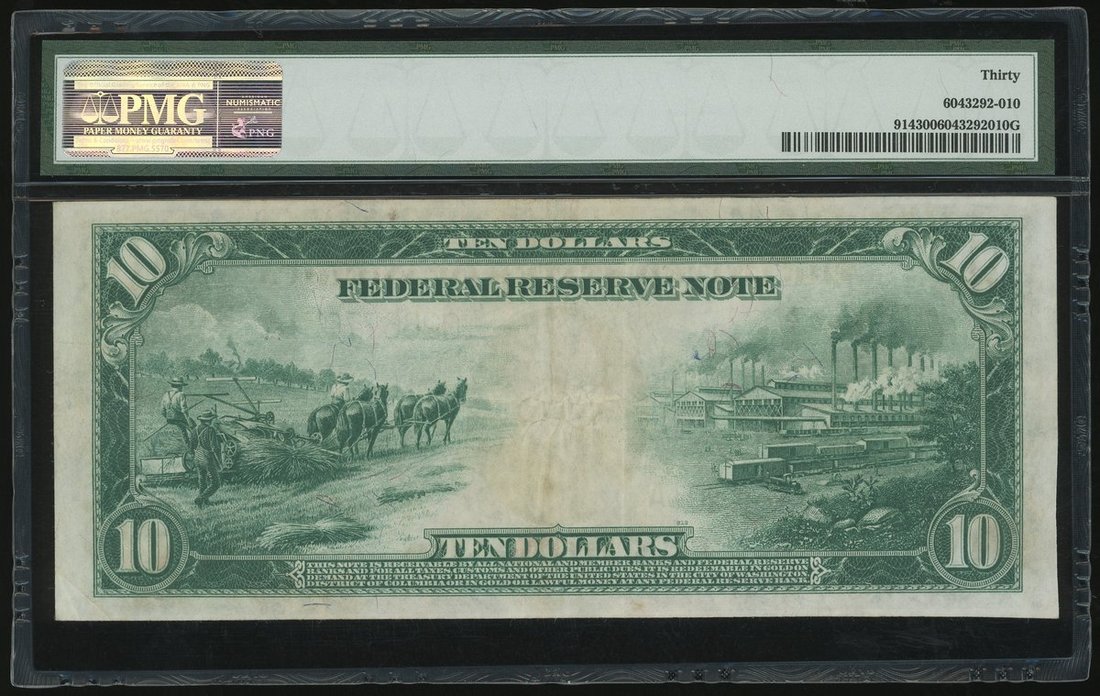 PMG
PAPER MONEY GUARANTY
877-PMG-5570
NUMISMATIC
PNG
Thirty
6043292-010
9143006043292010G
10
TEN DOLLARS
10
FEDERAL RESERVE NOTE
10
TEN DOLLARS
10
THIS NOTE IS RECEIVABLE BY ALL NATIONAL AND MEMBER BANKS AND FEDERAL RESERVE
BANKS AND FOR ALL TAXES, CUSTOMS AND OTHER PUBLIC DUES. IT IS REDEEMABLE IN GOLD ON
DEMAND AT THE TREASURY DEPARTMENT OF THE UNITED STATES IN THE CITY OF WASHINGTON,
DISTRICT OF COLUMBIA OR IN GOLD OR LAWFUL MONEY AT ANY FEDERAL RESERVE BANK.